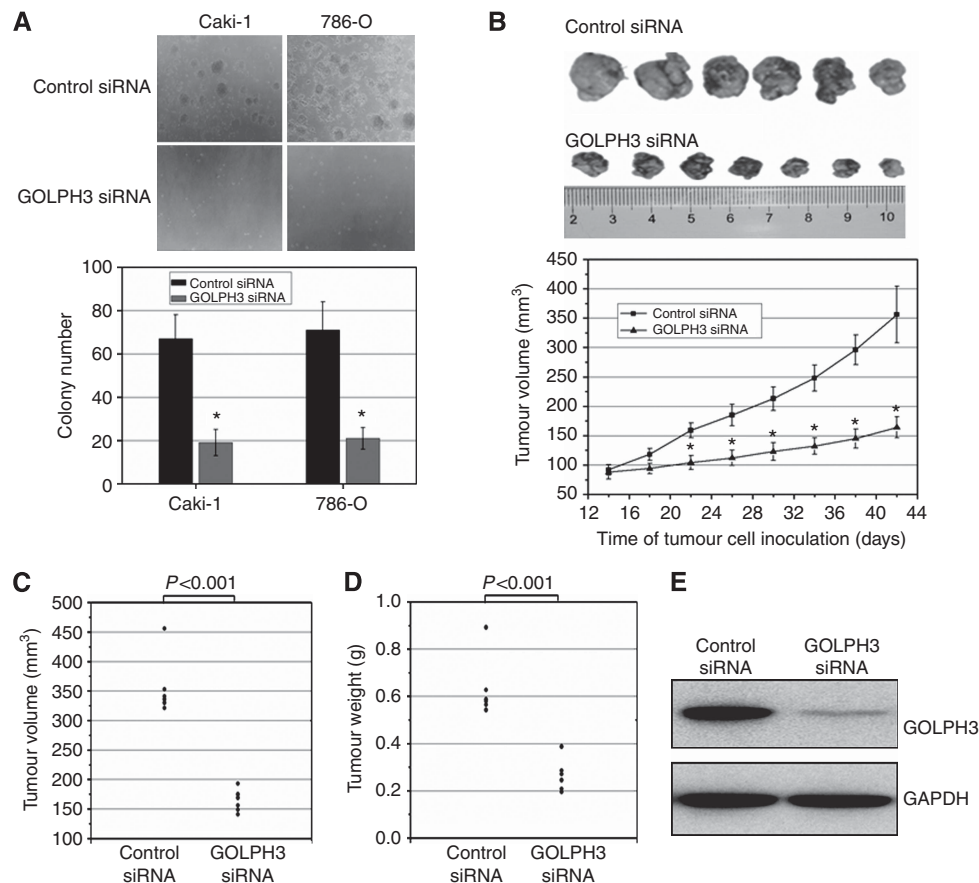 A
Caki-1 786-O
Control siRNA
GOLPH3 siRNA
100
80
60
40
20
0
Colony number
Control siRNA
GOLPH3 siRNA
* *
Caki-1 786-O
B
Control siRNA
GOLPH3 siRNA
2 3 4 5 6 7 8 9 10
450
400
350
300
250
200
150
100
50
Tumour volume (mm3)
Control siRNA
GOLPH3 siRNA
* * * * * *
12 14 16 18 20 22 24 26 28 30 32 34 36 38 40 42 44
Time of tumour cell inoculation (days)
C
P<0.001
500
450
400
350
300
250
200
150
100
Tumour volume (mm3)
Control GOLPH3
siRNA siRNA
D
P<0.001
1.0
0.8
0.6
0.4
0.2
0.0
Tumour weight (g)
Control GOLPH3
siRNA siRNA
E
Control GOLPH3
siRNA siRNA
GOLPH3
GAPDH